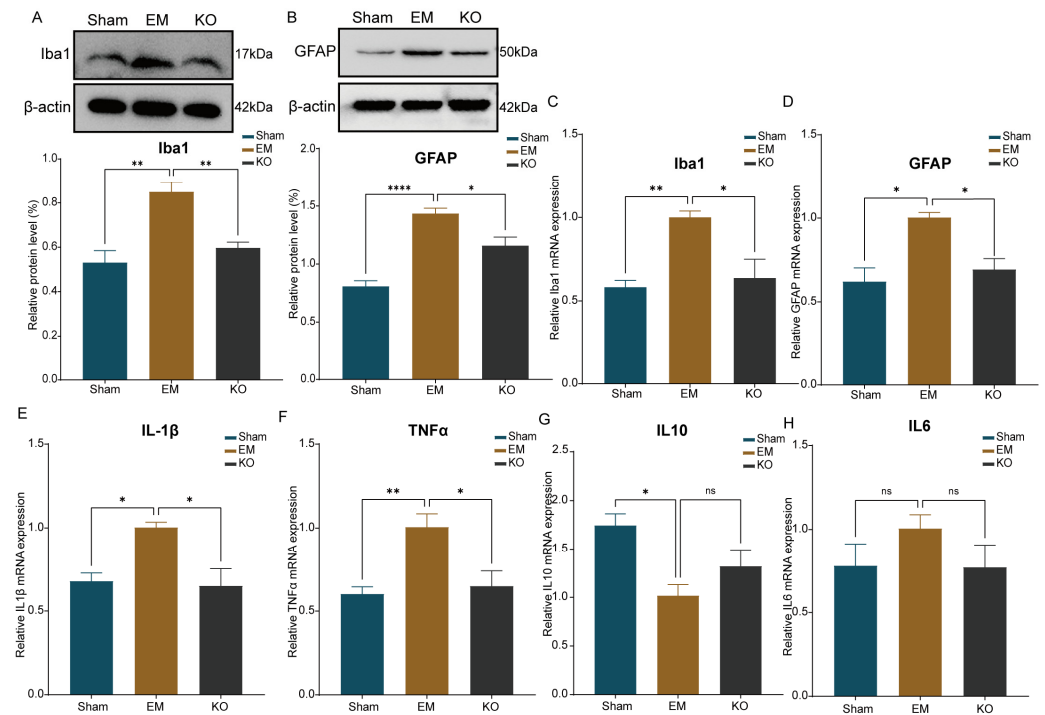 A
Sham EM KO
Iba1
17kDa
β-actin
42kDa
Iba1
Sham
EM
KO
Relative protein level (%)
1.0
0.8
0.6
0.4
0.2
0.0
**
**
Sham EM KO
B
Sham EM KO
GFAP
50kDa
β-actin
42kDa
GFAP
Sham
EM
KO
Relative protein level (%)
2.0
1.5
1.0
0.5
0.0
****
*
Sham EM KO
C
Iba1
Sham
EM
KO
Relative Iba1 mRNA expression
1.5
1.0
0.5
0.0
**
*
Sham EM KO
D
GFAP
Sham
EM
KO
Relative GFAP mRNA expression
1.5
1.0
0.5
0.0
*
*
Sham EM KO
E
IL-1β
Sham
EM
KO
Relative IL1β mRNA expression
1.5
1.0
0.5
0.0
*
*
Sham EM KO
F
TNFα
Sham
EM
KO
Relative TNFα mRNA expression
1.5
1.0
0.5
0.0
**
*
Sham EM KO
G
IL10
Sham
EM
KO
Relative IL10 mRNA expression
2.0
1.5
1.0
0.5
0.0
*
ns
Sham EM KO
H
IL6
Sham
EM
KO
Relative IL6 mRNA expression
1.5
1.0
0.5
0.0
ns
ns
Sham EM KO